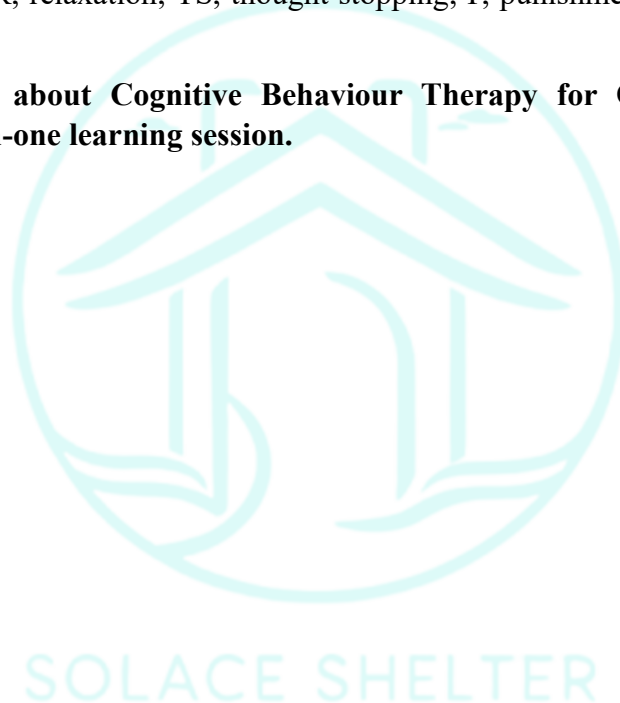 relaxation; TS, thought stopping; P, punishme
about Cognitive Behaviour Therapy for
-one learning session.
SOLACE SHELTER